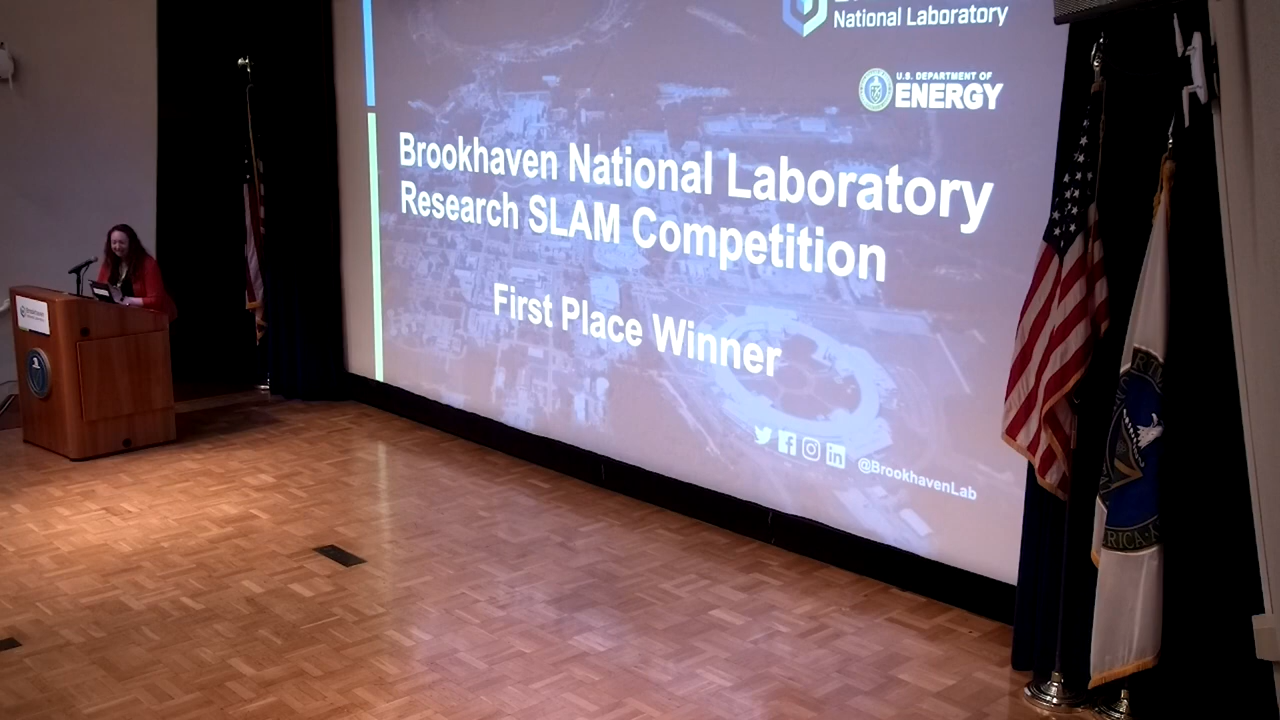 National Laboratory
U.S. DEPARTMENT OF
ENERGY
Brookhaven National Laboratory
Research SLAM Competition
First Place Winner
@BrookhavenLab